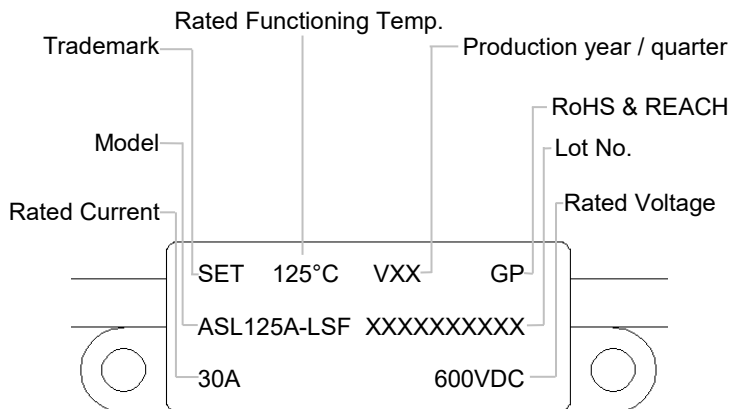 Rated Functioning Temp.
Trademark
Production year / quarter
RoHS & REACH
Model
Lot No.
Rated Current
Rated Voltage
SET 125°C VXX GP
ASL125A-LSF XXXXXXXXXX
30A 600VDC